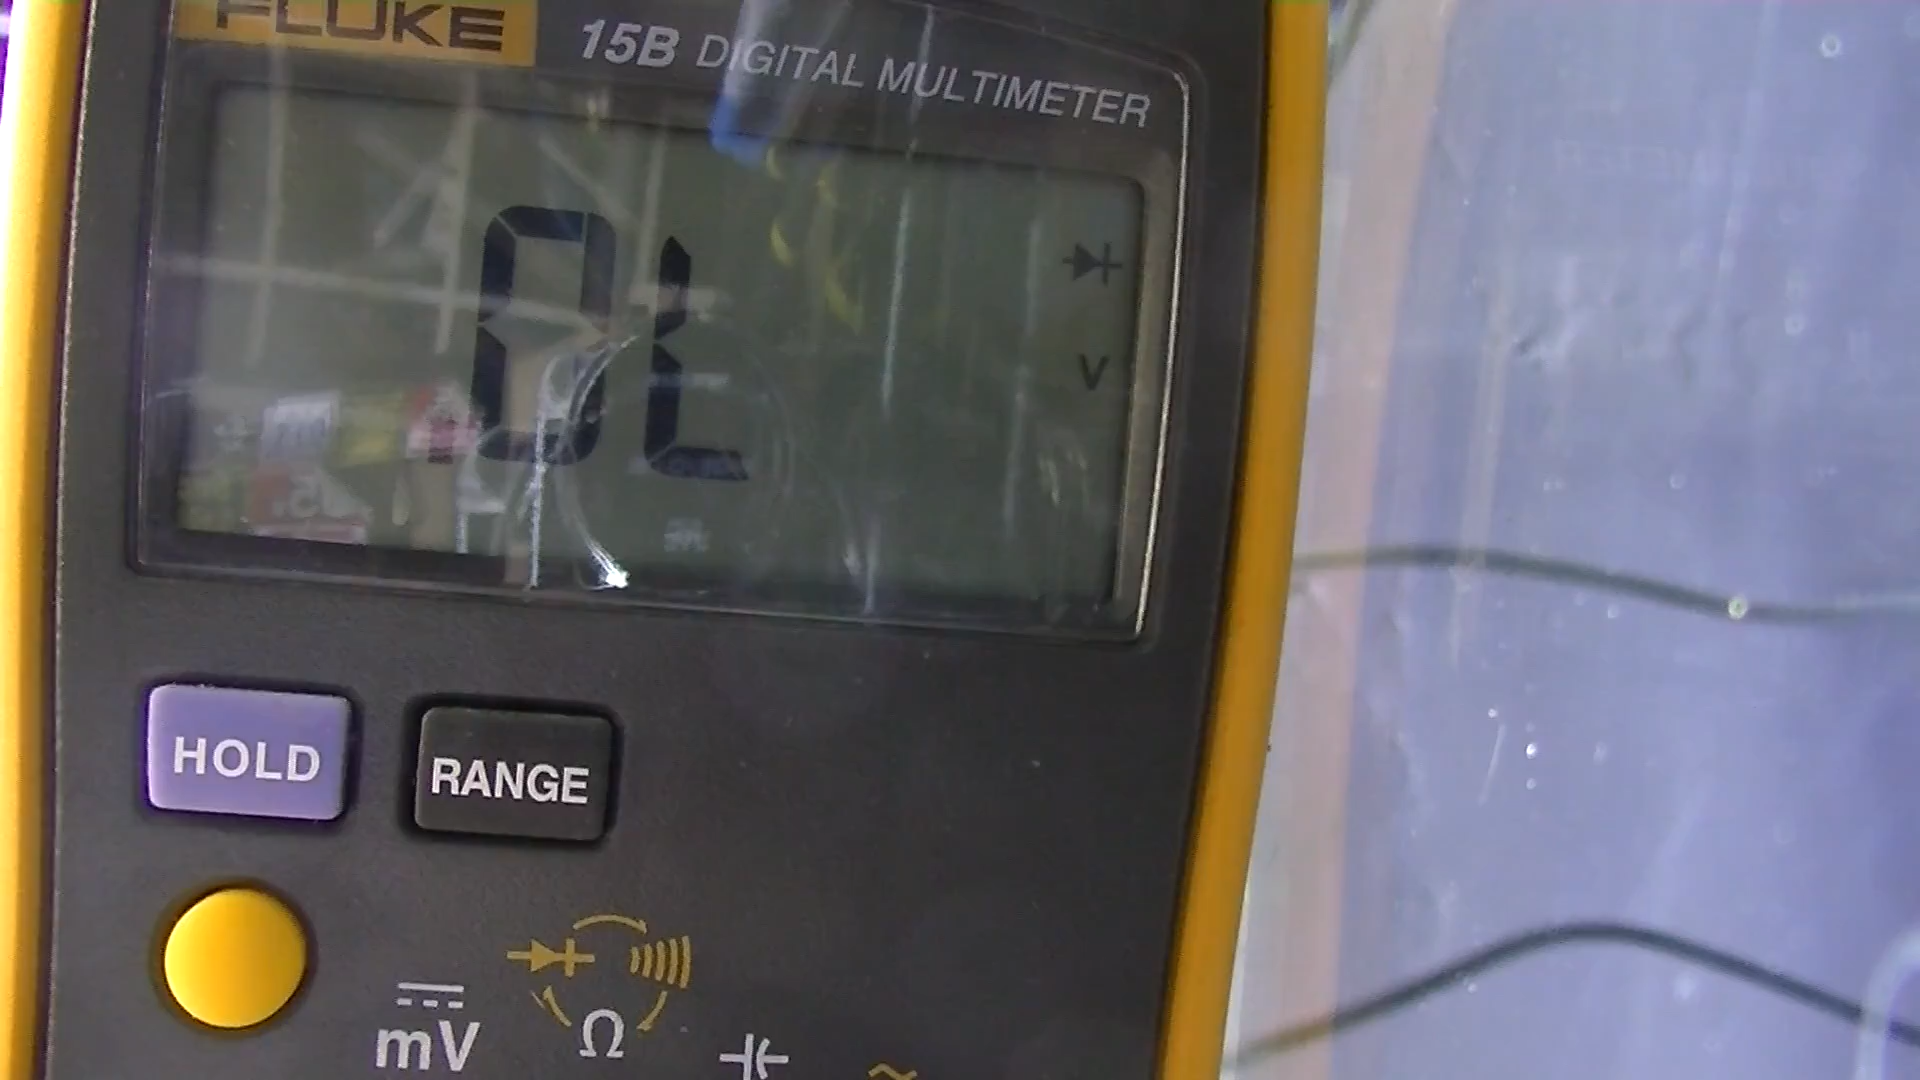 FLUKE
15B DIGITAL MULTIMETER
OL
V
HOLD
RANGE
mV
Ω